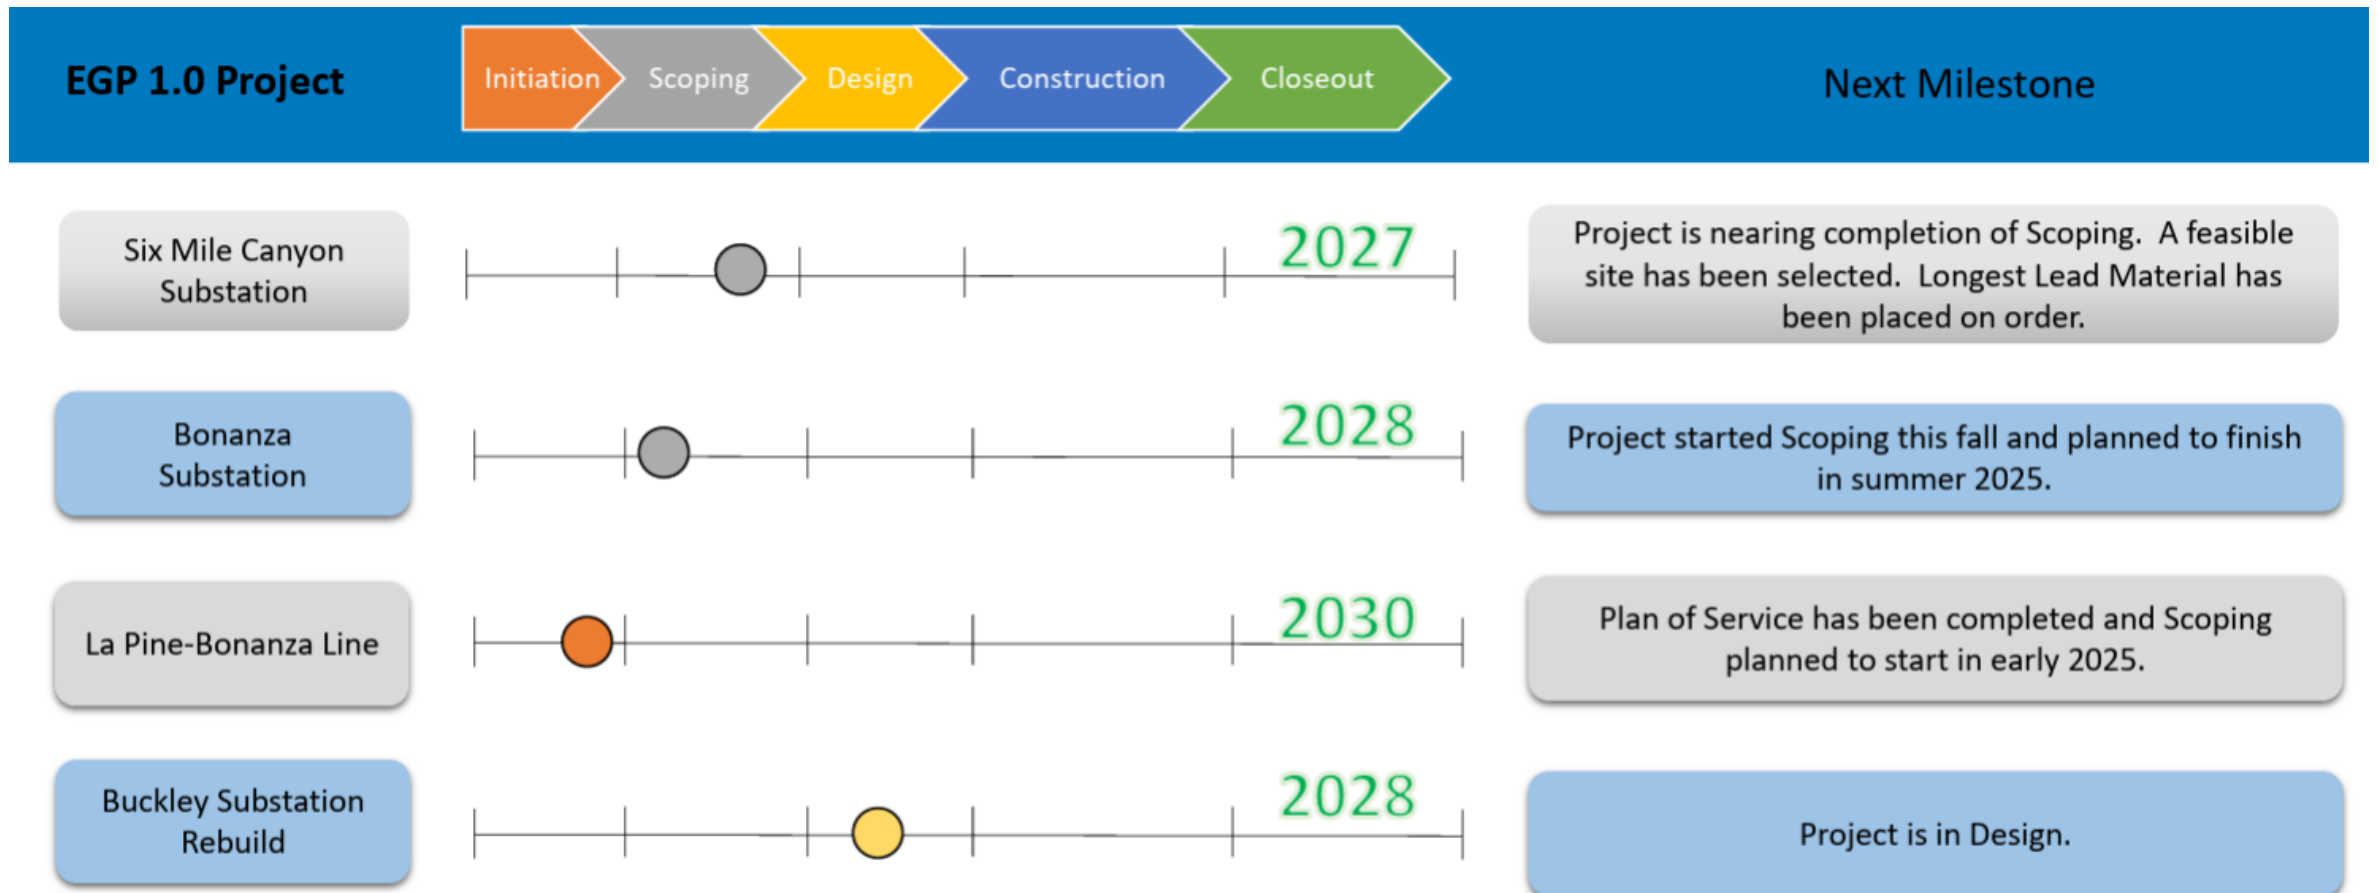 EGP 1.0 Project
Initiation
Scoping
Design
Construction
Closeout
Next Milestone
Six Mile Canyon
Substation
2027
Project is nearing completion of Scoping. A feasible
site has been selected. Longest Lead Material has
been placed on order.
Bonanza
Substation
2028
Project started Scoping this fall and planned to finish
in summer 2025.
La Pine-Bonanza Line
2030
Plan of Service has been completed and Scoping
planned to start in early 2025.
Buckley Substation
Rebuild
2028
Project is in Design.